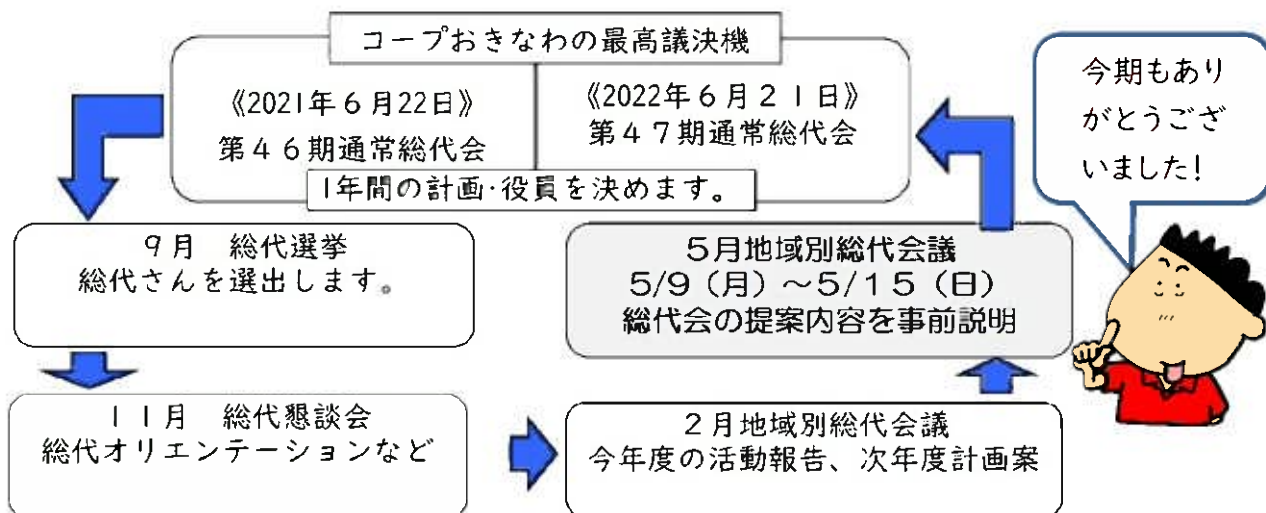 コープおきなわの最高議決機
《2021年6月22日》
第46期通常総代会
《2022年6月21日》
第47期通常総代会
1年間の計画・役員を決めます。
今期もあり
がとうござ
いました!
9月 総代選挙
総代さんを選出します。
5月地域別総代会議
5/9(月)~5/15(日)
総代会の提案内容を事前説明
11月 総代懇談会
総代オリエンテーションなど
2月地域別総代会議
今年度の活動報告、次年度計画案